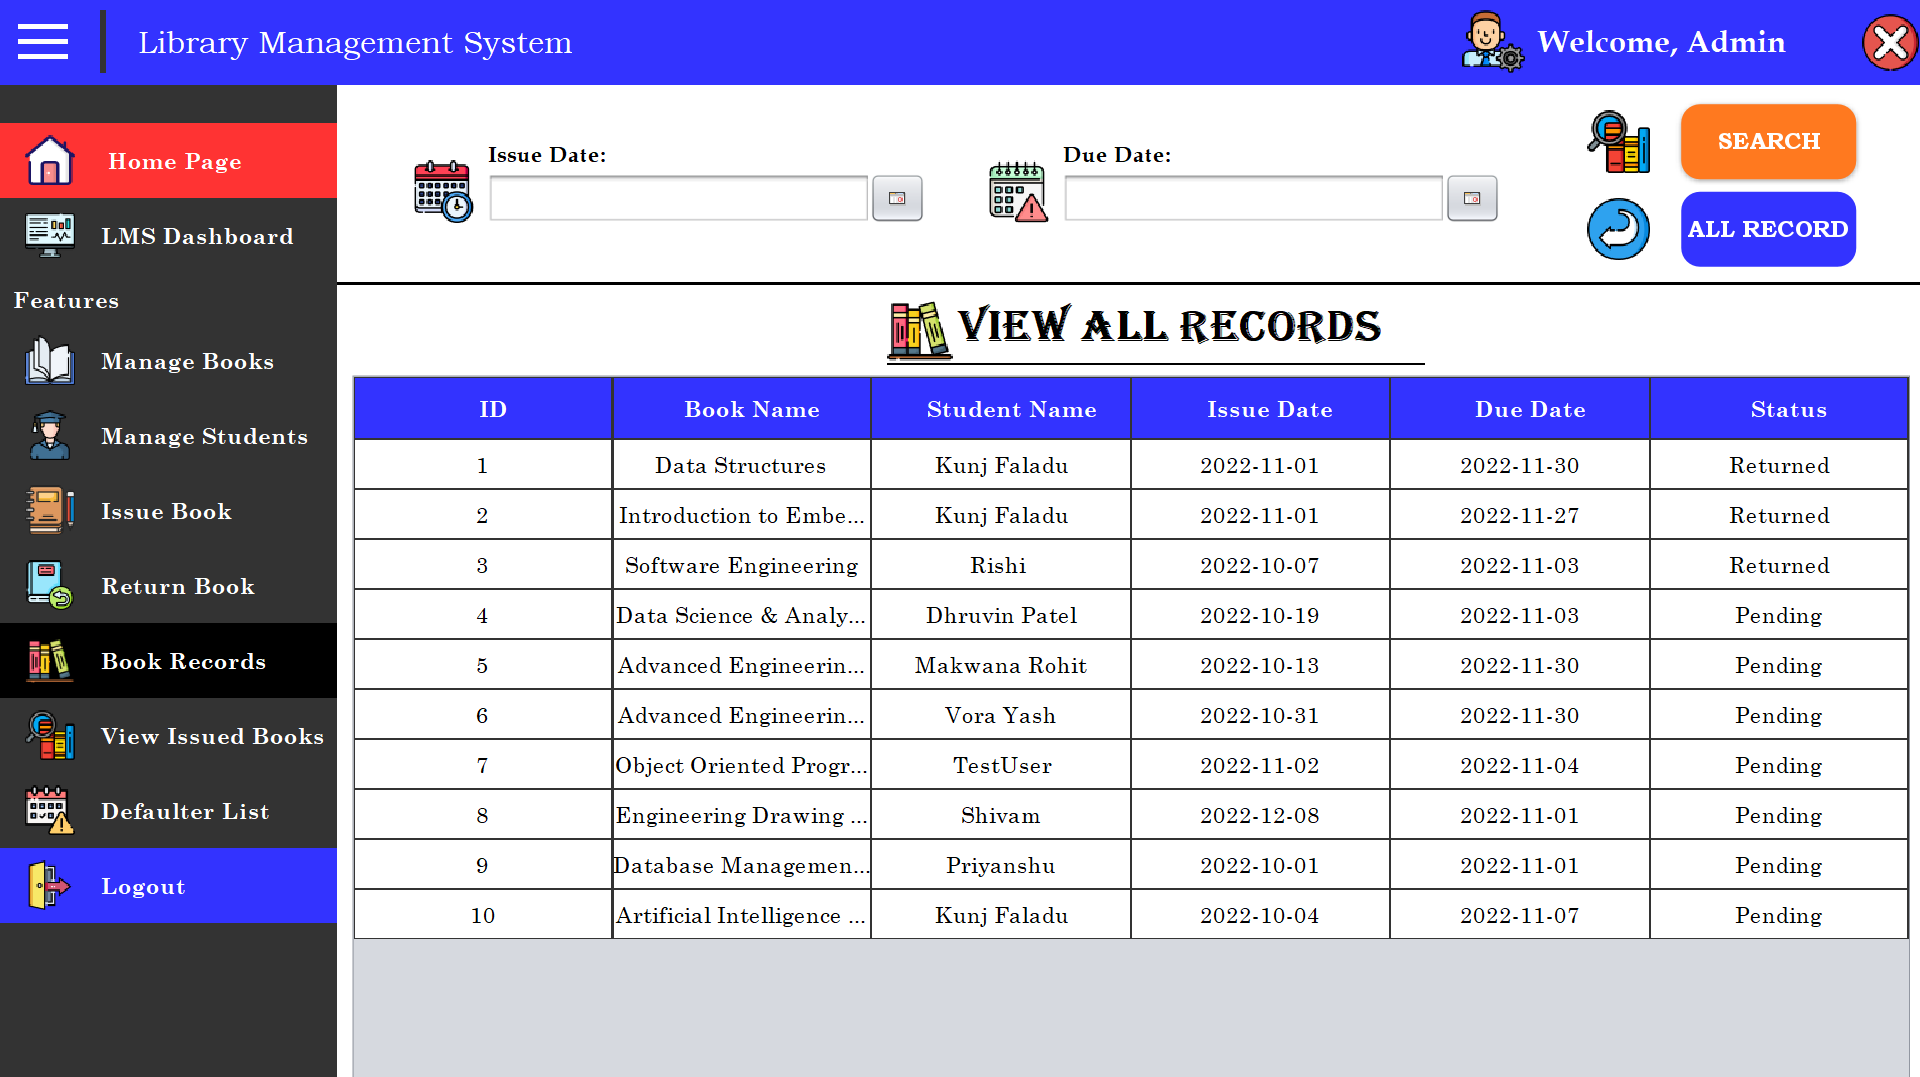 Library Management System
Welcome, Admin
Home Page
LMS Dashboard
Features
Manage Books
Manage Students
Issue Book
Return Book
Book Records
View Issued Books
Defaulter List
Logout
Issue Date:
Due Date:
SEARCH
ALL RECORD
VIEW ALL RECORDS
ID Book Name Student Name Issue Date Due Date Status
1 Data Structures Kunj Faladu 2022-11-01 2022-11-30 Returned
2 Introduction to Embe... Kunj Faladu 2022-11-01 2022-11-27 Returned
3 Software Engineering Rishi 2022-10-07 2022-11-03 Returned
4 Data Science & Analy... Dhruvin Patel 2022-10-19 2022-11-03 Pending
5 Advanced Engineerin... Makwana Rohit 2022-10-13 2022-11-30 Pending
6 Advanced Engineerin... Vora Yash 2022-10-31 2022-11-30 Pending
7 Object Oriented Progr... TestUser 2022-11-02 2022-11-04 Pending
8 Engineering Drawing ... Shivam 2022-12-08 2022-11-01 Pending
9 Database Managemen... Priyanshu 2022-10-01 2022-11-01 Pending
10 Artificial Intelligence ... Kunj Faladu 2022-10-04 2022-11-07 Pending